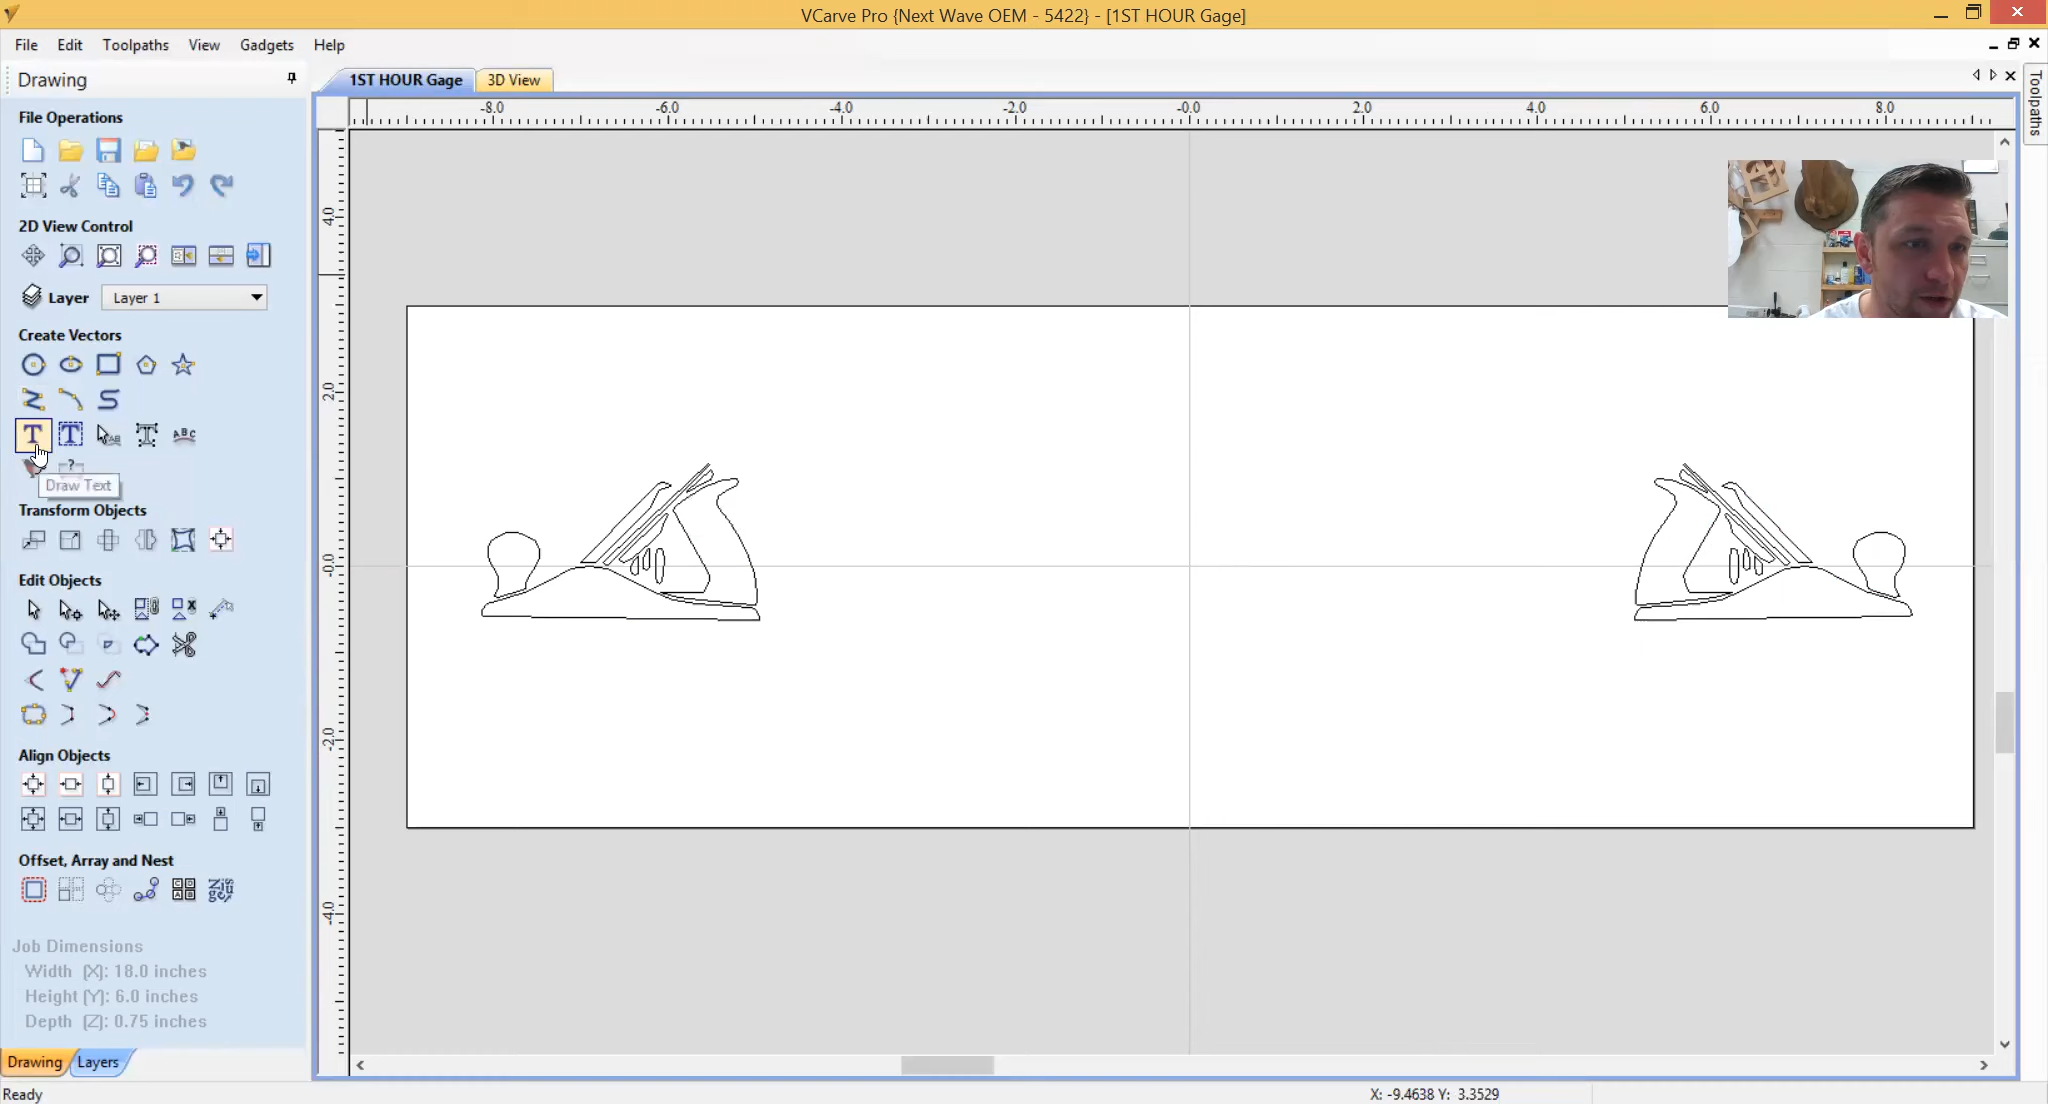 VCarve Pro {Next Wave OEM - 5422} - [1ST HOUR Gage]
File Edit Toolpaths View Gadgets Help
Drawing
1ST HOUR Gage 3D View
Toolpaths
File Operations
-8.0 -6.0 -4.0 -2.0 -0.0 2.0 4.0 6.0 8.0
4.0
2D View Control
Layer Layer 1
Create Vectors
2.0
T T AB T ABC
?
Draw Text
Transform Objects
-0.0
Edit Objects
-2.0
Align Objects
Offset, Array and Nest
-4.0
Job Dimensions
Width (X): 18.0 inches
Height (Y): 6.0 inches
Depth (Z): 0.75 inches
Drawing Layers
Ready
X: -9.4638 Y: 3.3529